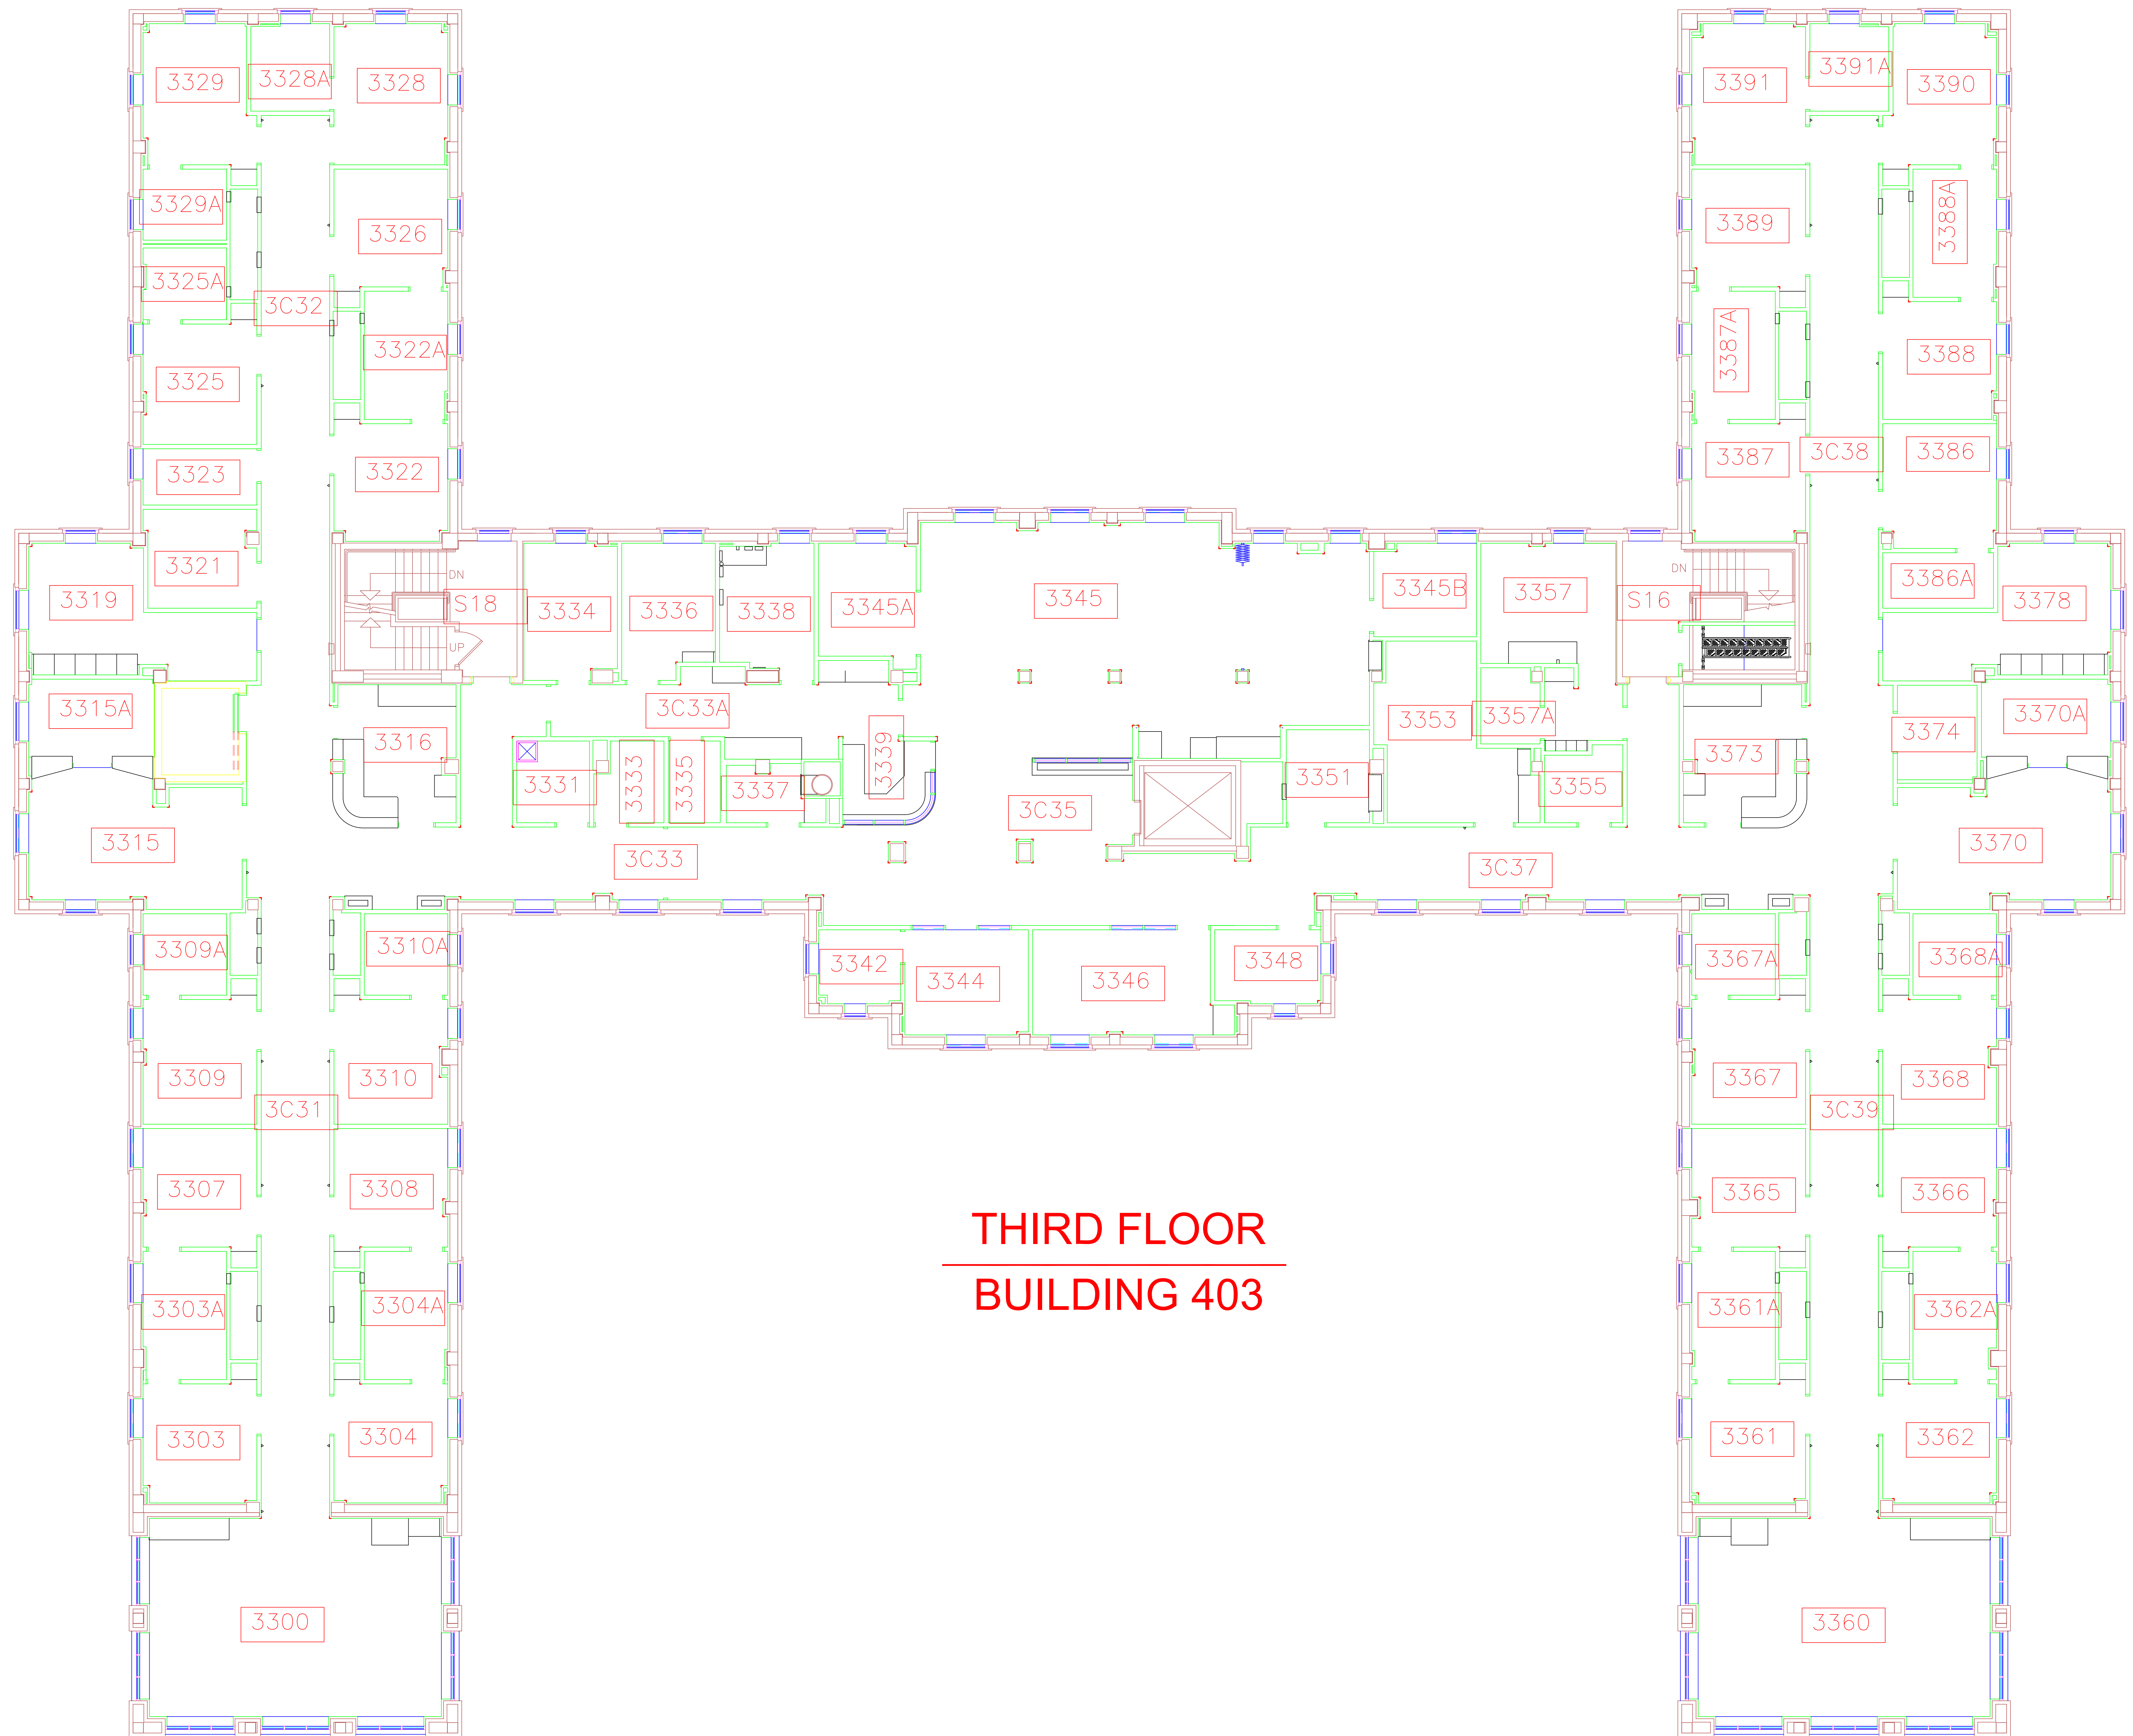 3329
3328A
3328
3391
3391A
3390
3329A
3326
3389
3388A
3325A
3C32
3322A
3325
3387A
3388
3323
3322
3387
3C38
3386
3321
3319
DN
S18
UP
3334
3336
3338
3345A
3345
3345B
3357
S16
DN
3386A
3378
3315A
3316
3C33A
3339
3353
3357A
3373
3374
3370A
3331
3333
3335
3337
3C35
3351
3355
3315
3C33
3C37
3370
3309A
3310A
3342
3344
3346
3348
3367A
3368A
3309
3C31
3310
3367
3C39
3368
3307
3308
3365
3366
THIRD FLOOR
BUILDING 403
3303A
3304A
3361A
3362A
3303
3304
3361
3362
3300
3360